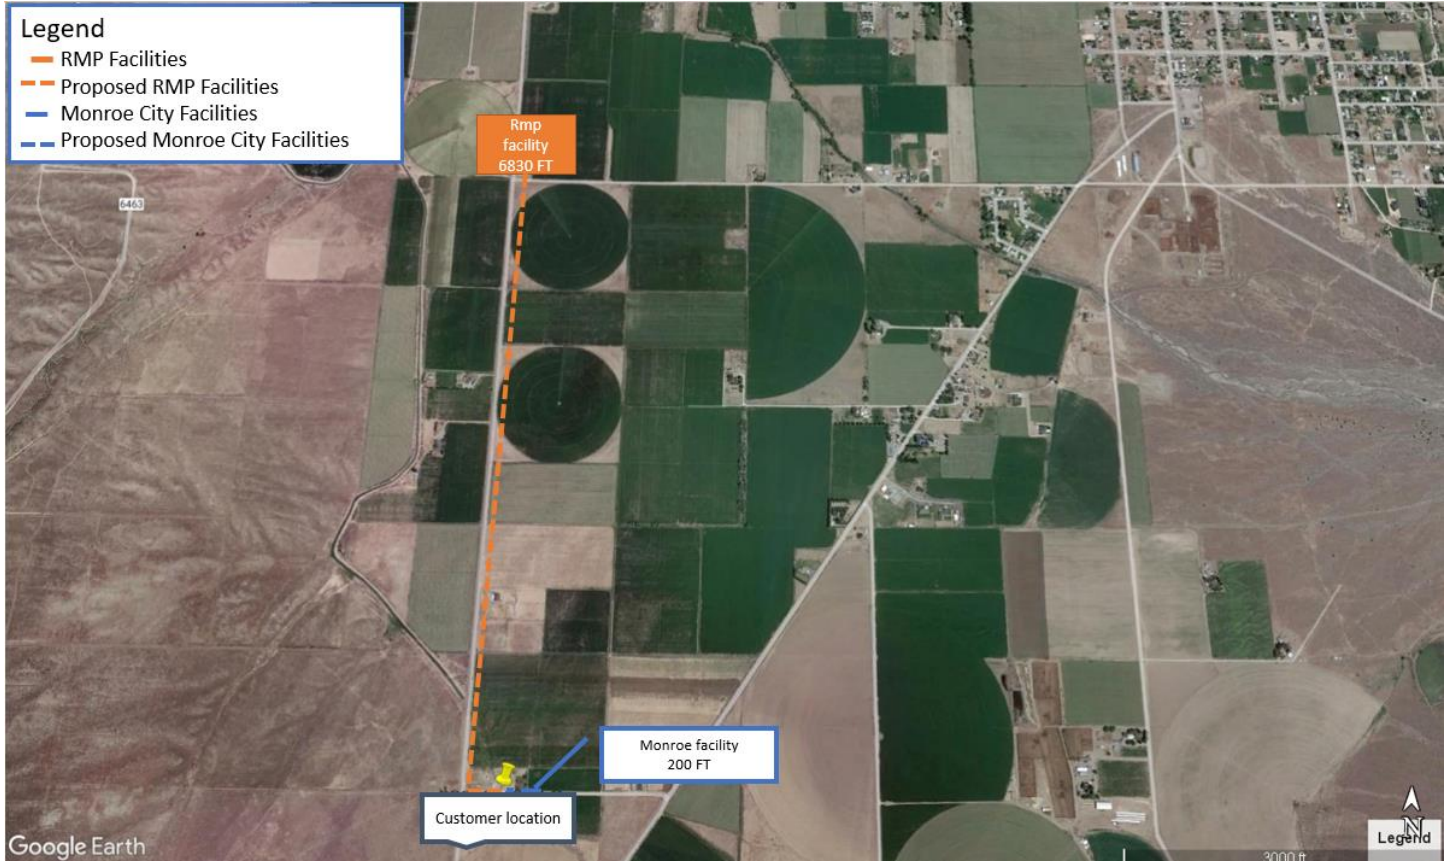 Legend
RMP Facilities
Proposed RMP Facilities
Monroe City Facilities
Proposed Monroe City Facilities
Rmp
facility
6830 FT
6463
Monroe facility
200 FT
Customer location
Google Earth
N
Legend
3000 ft